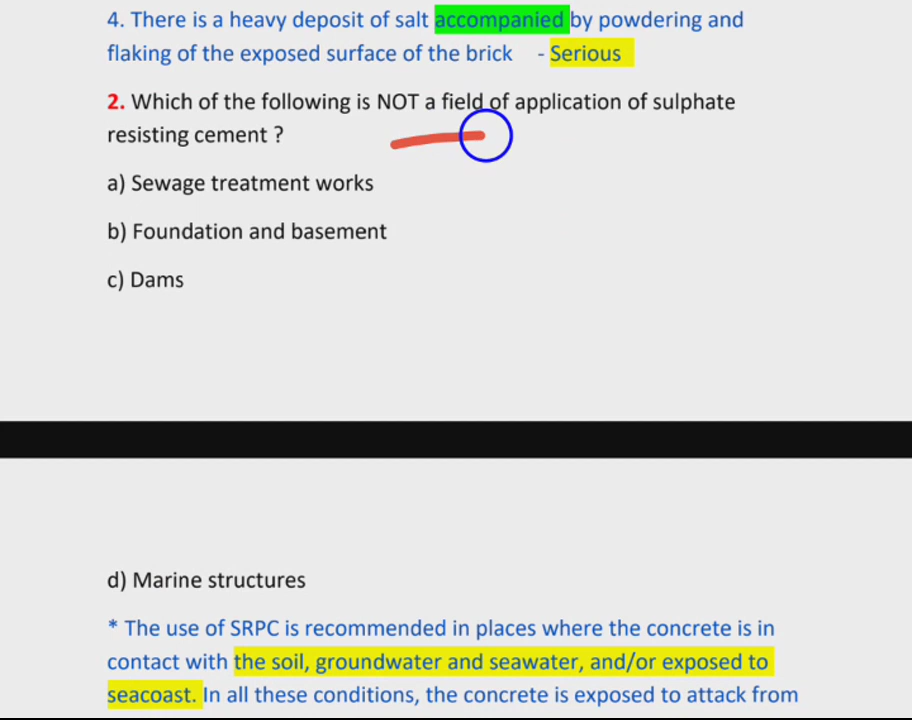 4. There is a heavy deposit of salt accompanied by powdering and
flaking of the exposed surface of the brick - Serious
2. Which of the following is NOT a field of application of sulphate
resisting cement ?
a) Sewage treatment works
b) Foundation and basement
c) Dams
d) Marine structures
* The use of SRPC is recommended in places where the concrete is in
contact with the soil, groundwater and seawater, and/or exposed to
seacoast. In all these conditions, the concrete is exposed to attack from